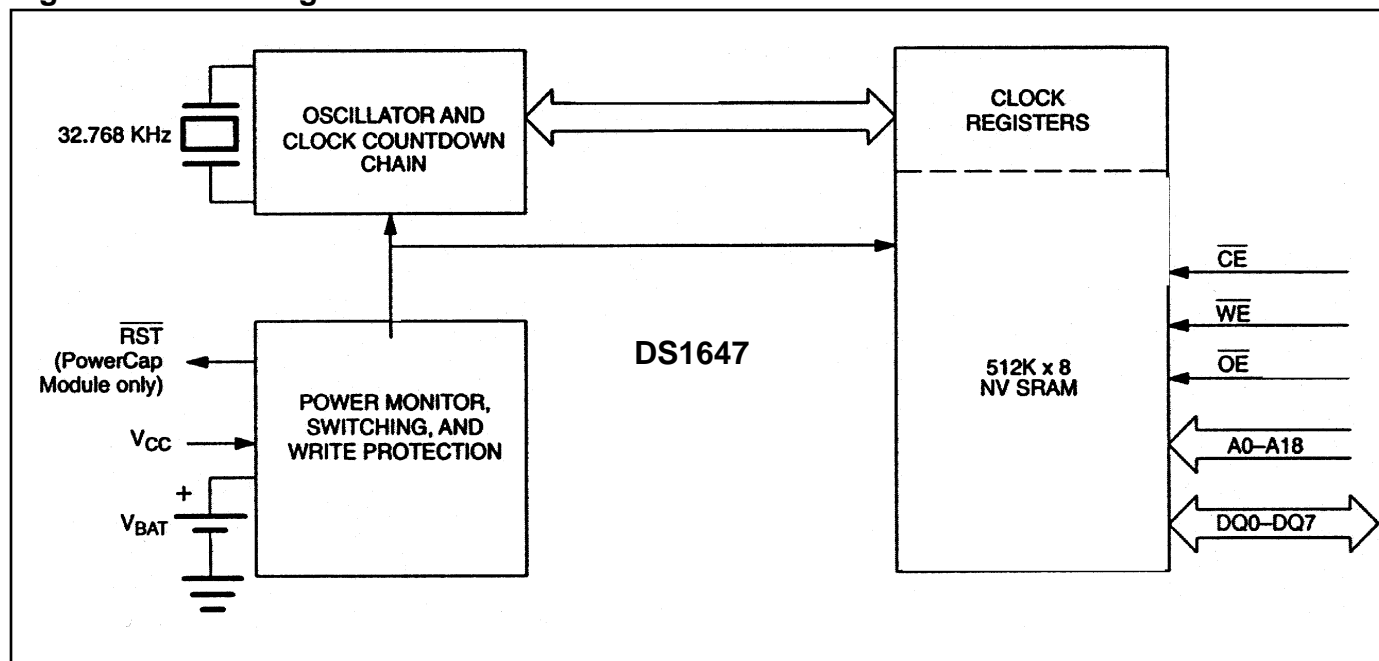 32.768 KHz
OSCILLATOR AND
CLOCK COUNTDOWN
CHAIN
CLOCK
REGISTERS
RST
(PowerCap
Module only)
VCC
+
VBAT
POWER MONITOR,
SWITCHING, AND
WRITE PROTECTION
DS1647
512K x 8
NV SRAM
CE
WE
OE
A0–A18
DQ0–DQ7